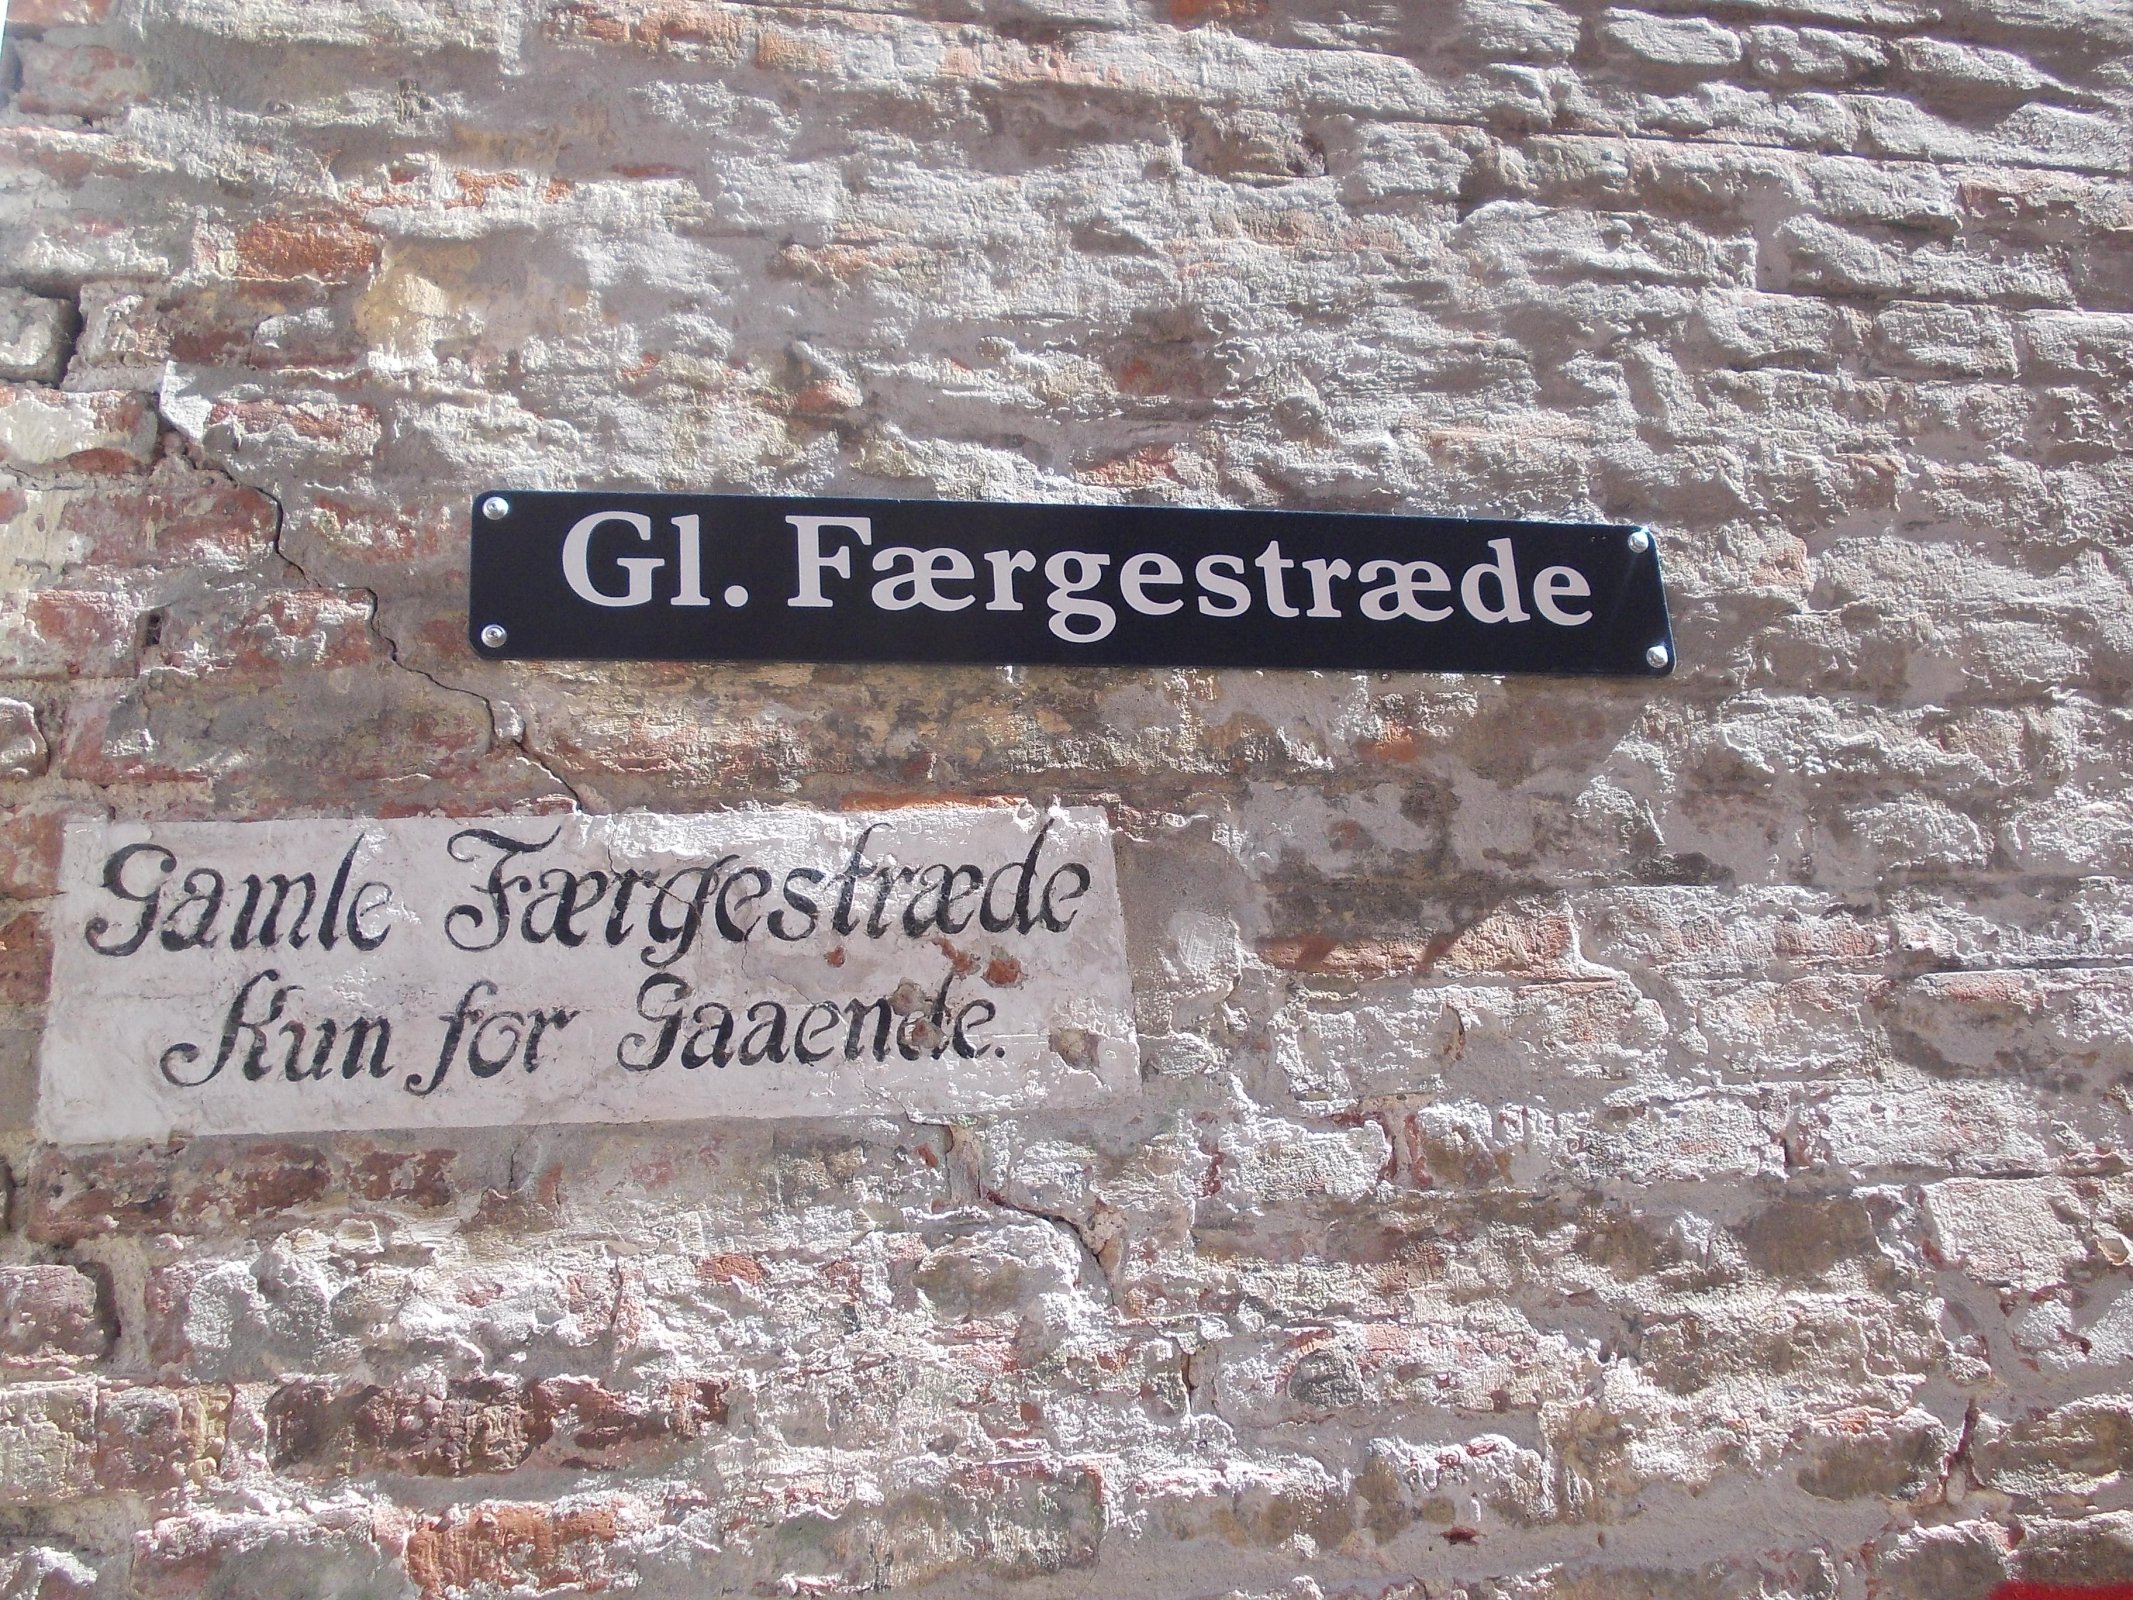 Gl. Færgestræde
Gamle Færgestræde
Kun for Gaaende.